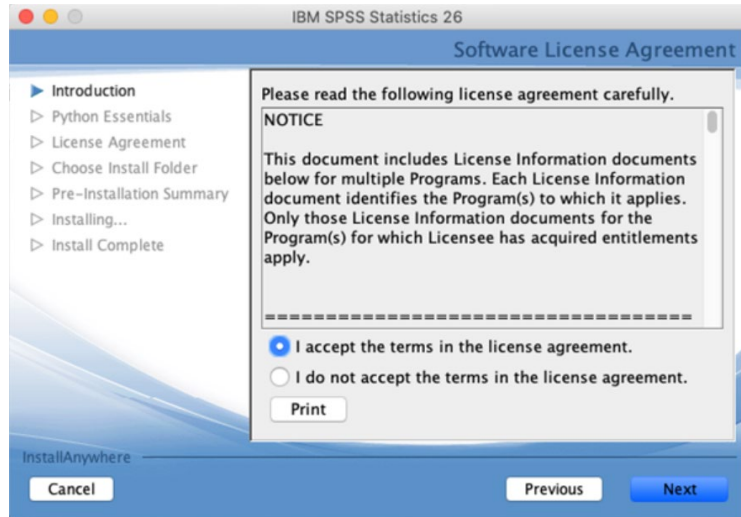 IBM SPSS Statistics 26
Software License Agreement
Introduction
Python Essentials
License Agreement
Choose Install Folder
Pre-Installation Summary
Installing...
Install Complete
Please read the following license agreement carefully.
NOTICE
This document includes License Information documents
below for multiple Programs. Each License Information
document identifies the Program(s) to which it applies.
Only those License Information documents for the
Program(s) for which Licensee has acquired entitlements
apply.
==================================
I accept the terms in the license agreement.
I do not accept the terms in the license agreement.
Print
InstallAnywhere
Cancel
Previous
Next